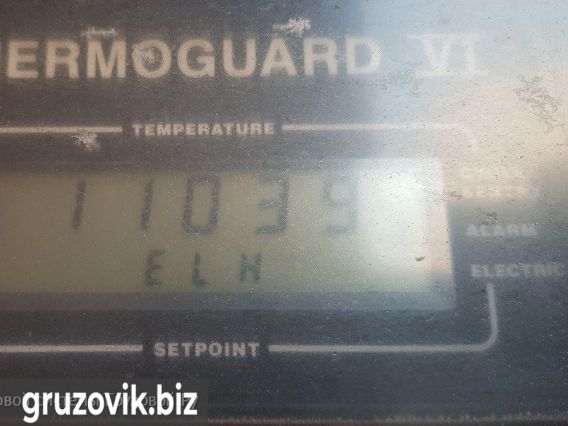 ERMOGUARD VI
TEMPERATURE
11039
ALARM
ELH
ELECTRIC
SETPOINT
gruzovik.biz